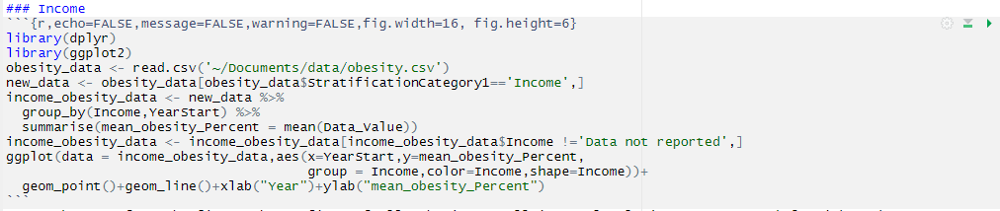 ### Income
```{r,echo=FALSE,message=FALSE,warning=FALSE,fig.width=16, fig.height=6}
library(dplyr)
library(ggplot2)
obesity_data <- read.csv('~/Documents/data/obesity.csv')
new_data <- obesity_data[obesity_data$StratificationCategory1=='Income',]
income_obesity_data <- new_data %>%
  group_by(Income,YearStart) %>%
  summarise(mean_obesity_Percent = mean(Data_Value))
income_obesity_data <- income_obesity_data[income_obesity_data$Income !='Data not reported',]
ggplot(data = income_obesity_data,aes(x=YearStart,y=mean_obesity_Percent,
                                      group = Income,color=Income,shape=Income))+
  geom_point()+geom_line()+xlab("Year")+ylab("mean_obesity_Percent")
```